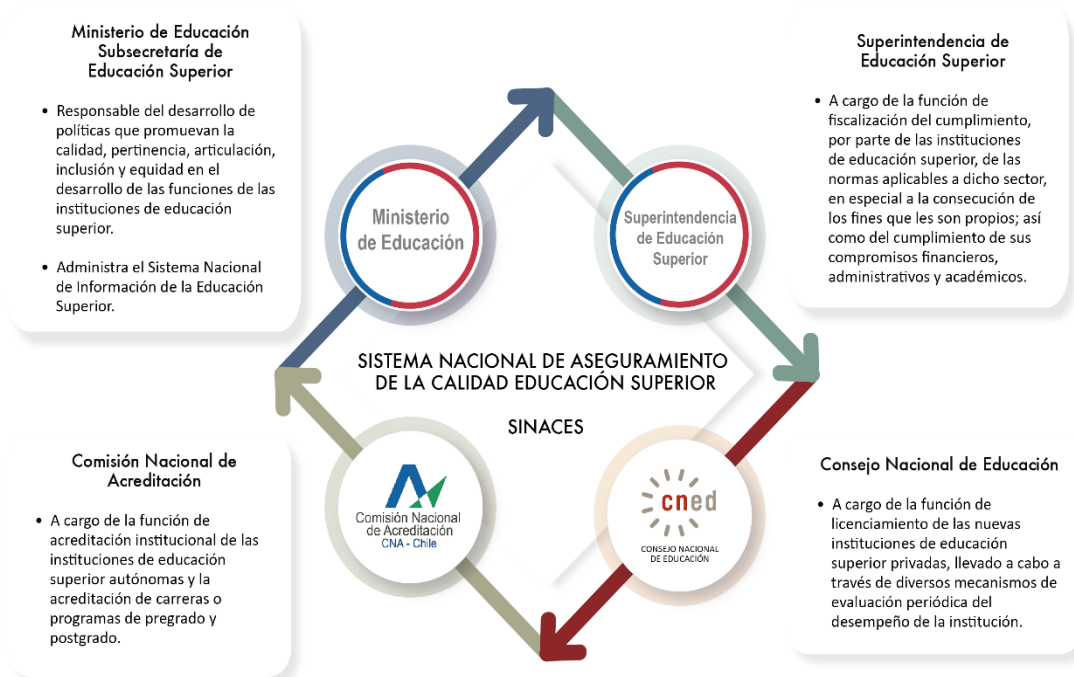 Ministerio de Educación
Subsecretaría de
Educación Superior
• Responsable del desarrollo de
políticas que promuevan la
calidad, pertinencia, articulación,
inclusión y equidad en el
desarrollo de las funciones de las
instituciones de educación
superior.
• Administra el Sistema Nacional
de Información de la Educación
Superior.
Superintendencia de
Educación Superior
• A cargo de la función de
fiscalización del cumplimiento,
por parte de las instituciones
de educación superior, de las
normas aplicables a dicho sector,
en especial a la consecución de
los fines que les son propios; así
como del cumplimiento de sus
compromisos financieros,
administrativos y académicos.
Ministerio
de Educación
Superintendencia
de Educación
Superior
SISTEMA NACIONAL DE ASEGURAMIENTO
DE LA CALIDAD EDUCACIÓN SUPERIOR
SINACES
Comisión Nacional
de Acreditación
CNA - Chile
cned
CONSEJO NACIONAL
DE EDUCACIÓN
Comisión Nacional de
Acreditación
• A cargo de la función de
acreditación institucional de las
instituciones de educación
superior autónomas y la
acreditación de carreras o
programas de pregrado y
postgrado.
Consejo Nacional de Educación
• A cargo de la función de
licenciamiento de las nuevas
instituciones de educación
superior privadas, llevado a cabo a
través de diversos mecanismos de
evaluación periódica del
desempeño de la institución.